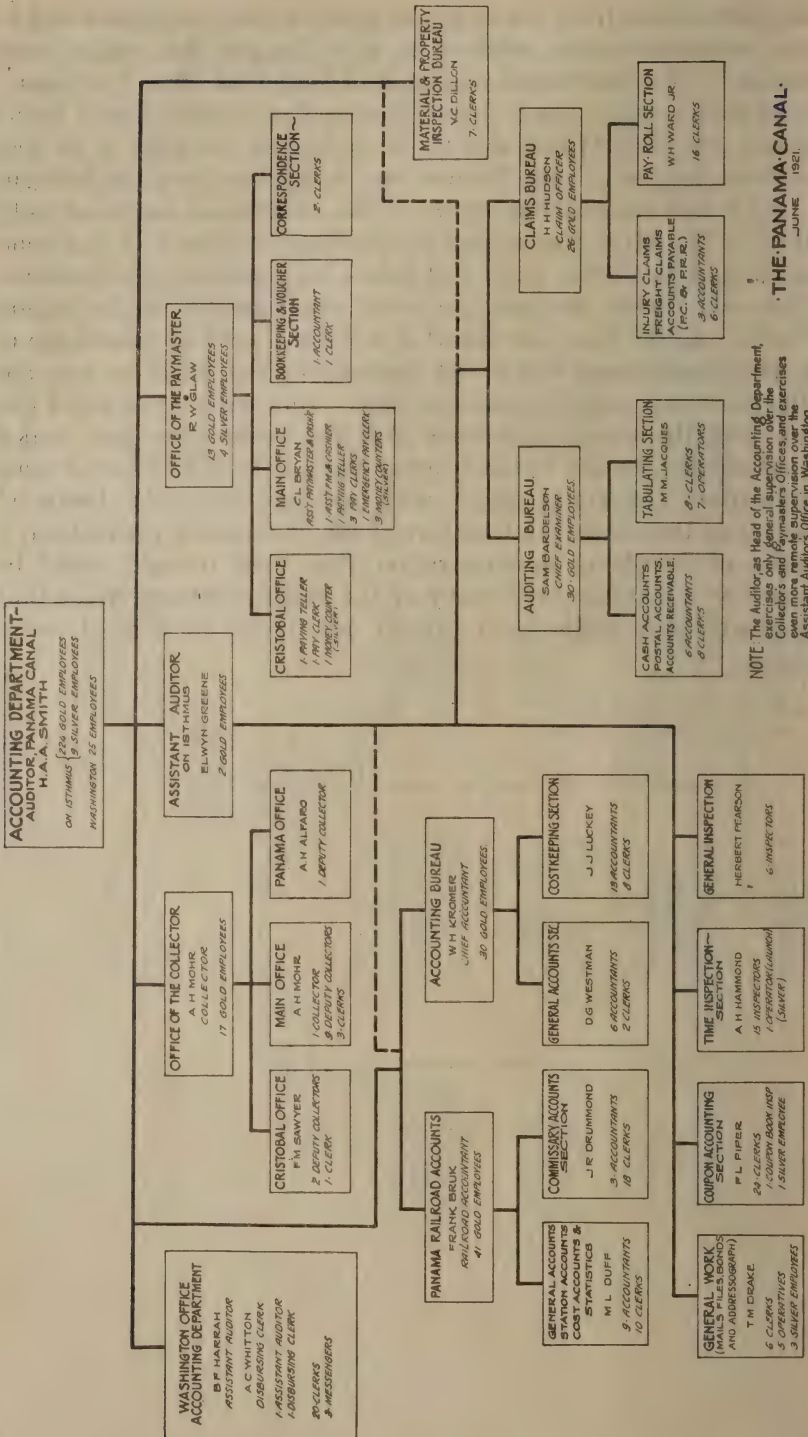 ACCOUNTING DEPARTMENT-
AUDITOR, PANAMA CANAL
H.A.A. SMITH
ON ISTHMUS { 226 GOLD EMPLOYEES
9 SILVER EMPLOYEES
WASHINGTON 25 EMPLOYEES
WASHINGTON OFFICE
ACCOUNTING DEPARTMENT
B F HARRAH
ASSISTANT AUDITOR
A C WHITTON
DISBURSING CLERK
1-ASSISTANT AUDITOR
1-DISBURSING CLERK
20-CLERKS
3-MESSENGERS
OFFICE OF THE COLLECTOR
A H MOHR
COLLECTOR
17 GOLD EMPLOYEES
ASSISTANT AUDITOR
ON ISTHMUS
ELWYN GREENE
2 GOLD EMPLOYEES
OFFICE OF THE PAYMASTER
R W GLAW
13 GOLD EMPLOYEES
4 SILVER EMPLOYEES
MATERIAL & PROPERTY
INSPECTION BUREAU
V.C DILLON
7-CLERKS
CRISTOBAL OFFICE
F M SAWYER
2 DEPUTY COLLECTORS
1-CLERK
MAIN OFFICE
A H MOHR
1 COLLECTOR
9 DEPUTY COLLECTORS
3-CLERKS
PANAMA OFFICE
A H ALFARO
1 DEPUTY COLLECTOR
CRISTOBAL OFFICE
1-PAYING TELLER
1-PAY CLERK
1 MONEY COUNTER
(SILVER)
MAIN OFFICE
C L BRYAN
ASST PAYMASTER & CASHR
1-ASST PM & CASHIER
1 PAYING TELLER
3 PAY CLERKS
1 EMERGENCY PAY CLERK
3 MONEY COUNTERS
(SILVER)
BOOKKEEPING & VOUCHER
SECTION
1-ACCOUNTANT
1 CLERK
CORRESPONDENCE
SECTION~
2-CLERKS
PANAMA RAILROAD ACCOUNTS
FRANK BRUK
RAILROAD ACCOUNTANT
41 GOLD EMPLOYEES
ACCOUNTING BUREAU
W H KROMER
CHIEF ACCOUNTANT
30 GOLD EMPLOYEES.
AUDITING BUREAU.
SAM BARDELSON
CHIEF EXAMINER
30-GOLD EMPLOYEES
CLAIMS BUREAU
H H HUDSON
CLAIM OFFICER
26 GOLD EMPLOYEES
GENERAL ACCOUNTS
STATION ACCOUNTS
COST ACCOUNTS &
STATISTICS
M L DUFF
9-ACCOUNTANTS
10 CLERKS
COMMISSARY ACCOUNTS
SECTION
J R DRUMMOND
3-ACCOUNTANTS
18 CLERKS
GENERAL ACCOUNTS SEC
D G WESTMAN
6 ACCOUNTANTS
2 CLERKS
COSTKEEPING SECTION
J J LUCKEY
13 ACCOUNTANTS
8 CLERKS
CASH ACCOUNTS
POSTAL ACCOUNTS.
ACCOUNTS RECEIVABLE.
6 ACCOUNTANTS
8 CLERKS
TABULATING SECTION
M M. JACQUES
8-CLERKS
7-OPERATORS
INJURY CLAIMS
FREIGHT CLAIMS
ACCOUNTS PAYABLE
(P.C. & P.R.R.)
3-ACCOUNTANTS
6-CLERKS
PAY-ROLL SECTION
W H WARD JR.
16 CLERKS
GENERAL WORK
(MAILS FILES, BONDS
AND ADDRESSOGRAPH)
T M DRAKE
6 CLERKS
5 OPERATIVES
3 SILVER EMPLOYEES
COUPON ACCOUNTING
SECTION
P L PIPER
24-CLERKS
1-COUPON BOOK INSP
1 SILVER EMPLOYEE
TIME INSPECTION~
SECTION
A H HAMMOND
15 INSPECTORS
1 OPERATOR (LAUNCH)
(SILVER)
GENERAL INSPECTION
HERBERT PEARSON
6-INSPECTORS
NOTE: The Auditor, as Head of the Accounting Department,
exercises only general supervision over the
Collector's and Paymasters Offices, and exercises
even more remote supervision over the
Assistant Auditors Office in Washington
·THE·PANAMA·CANAL·
JUNE 1921.